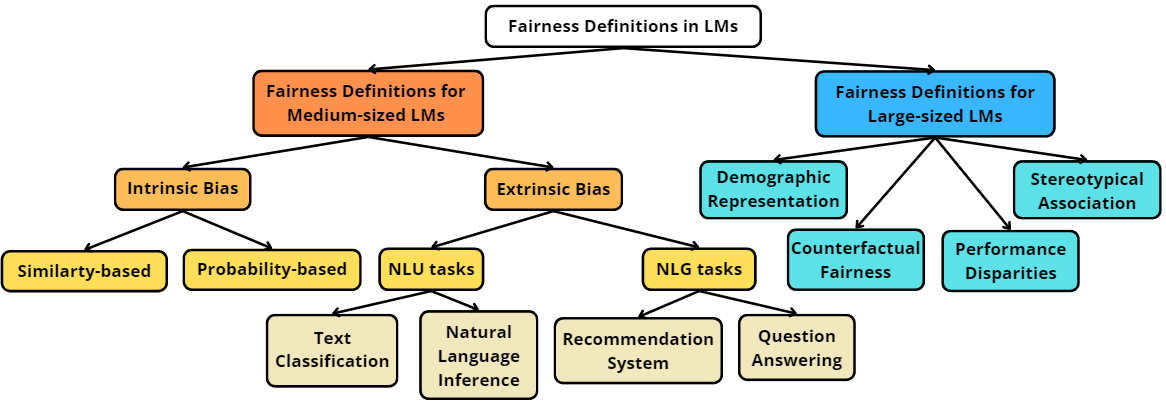 Fairness Definitions in LMs
Fairness Definitions for
Medium-sized LMs
Fairness Definitions for
Large-sized LMs
Intrinsic Bias
Extrinsic Bias
Demographic
Representation
Stereotypical
Association
Counterfactual
Fairness
Performance
Disparities
Similarty-based
Probability-based
NLU tasks
NLG tasks
Text
Classification
Natural
Language
Inference
Recommendation
System
Question
Answering